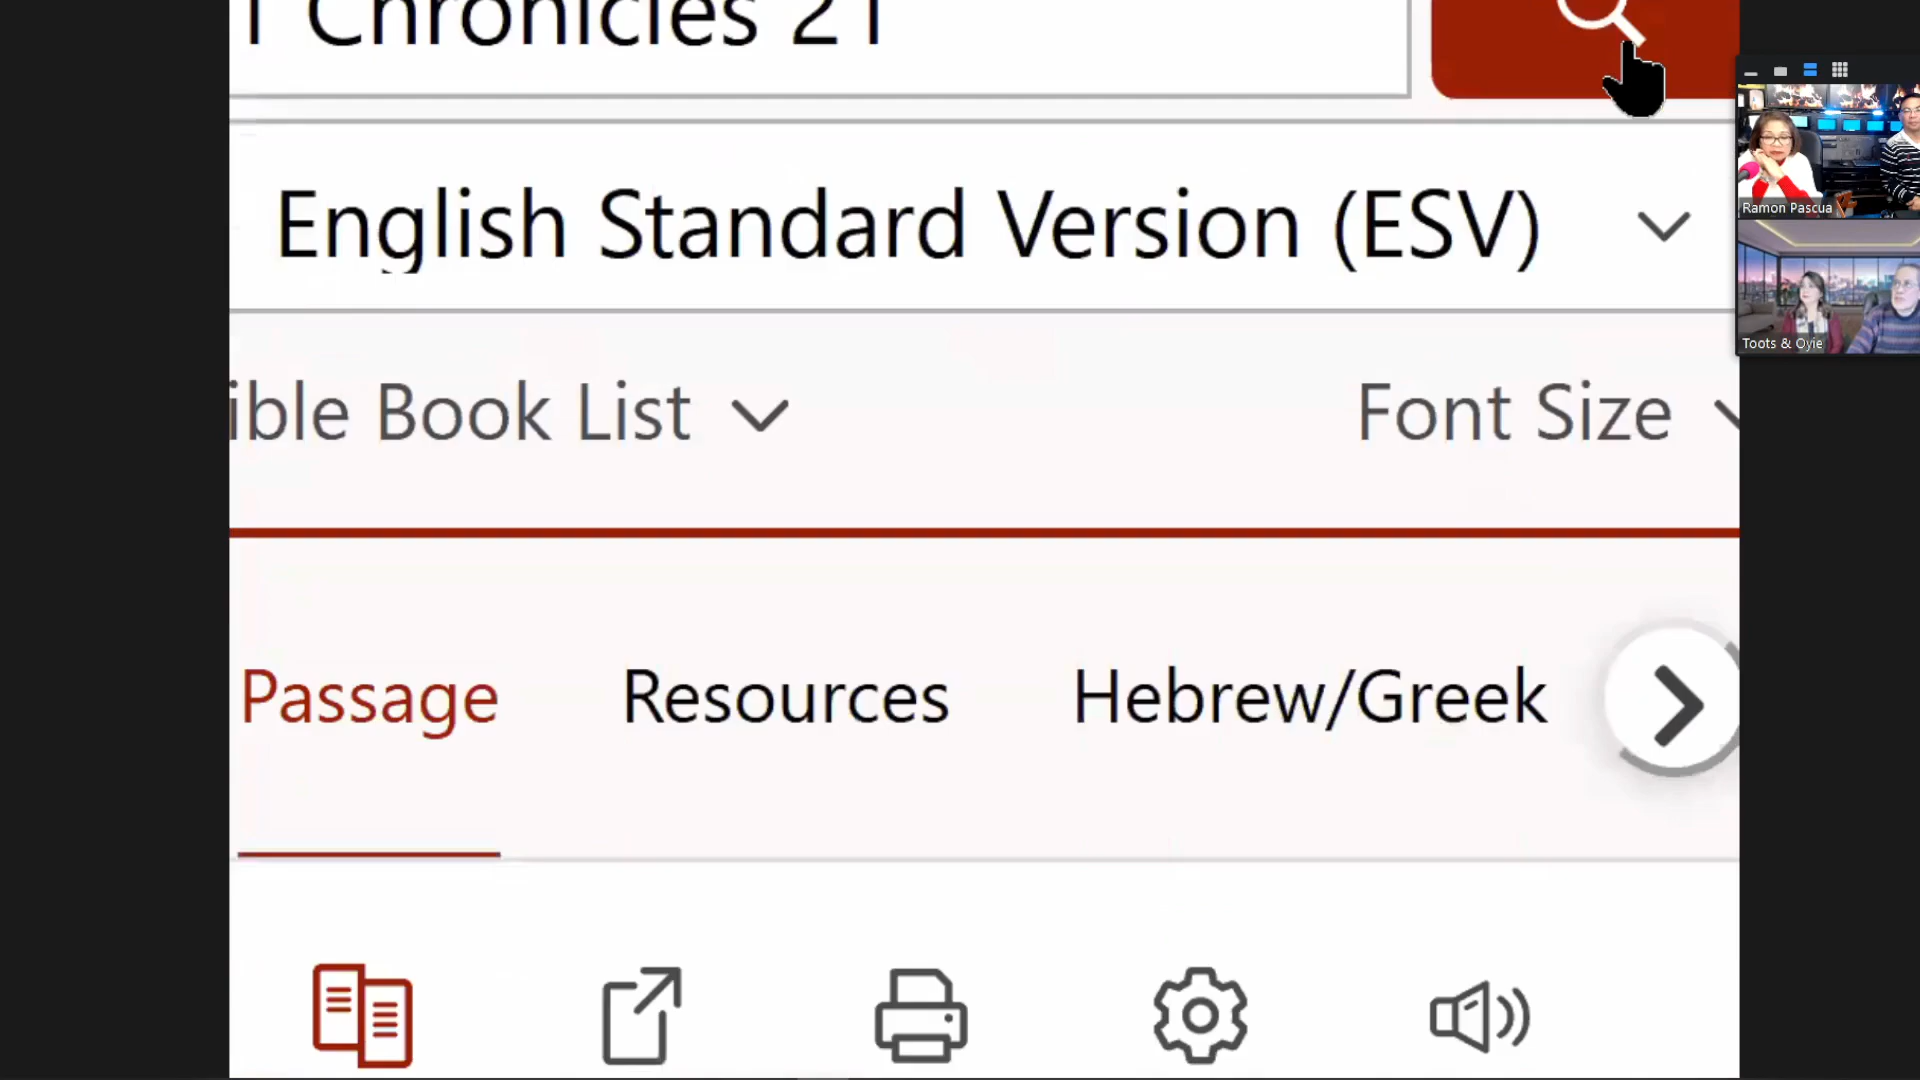 1 Chronicles 21
English Standard Version (ESV)
ible Book List
Font Size
Passage
Resources
Hebrew/Greek
Ramon Pascua
Toots & Oyie